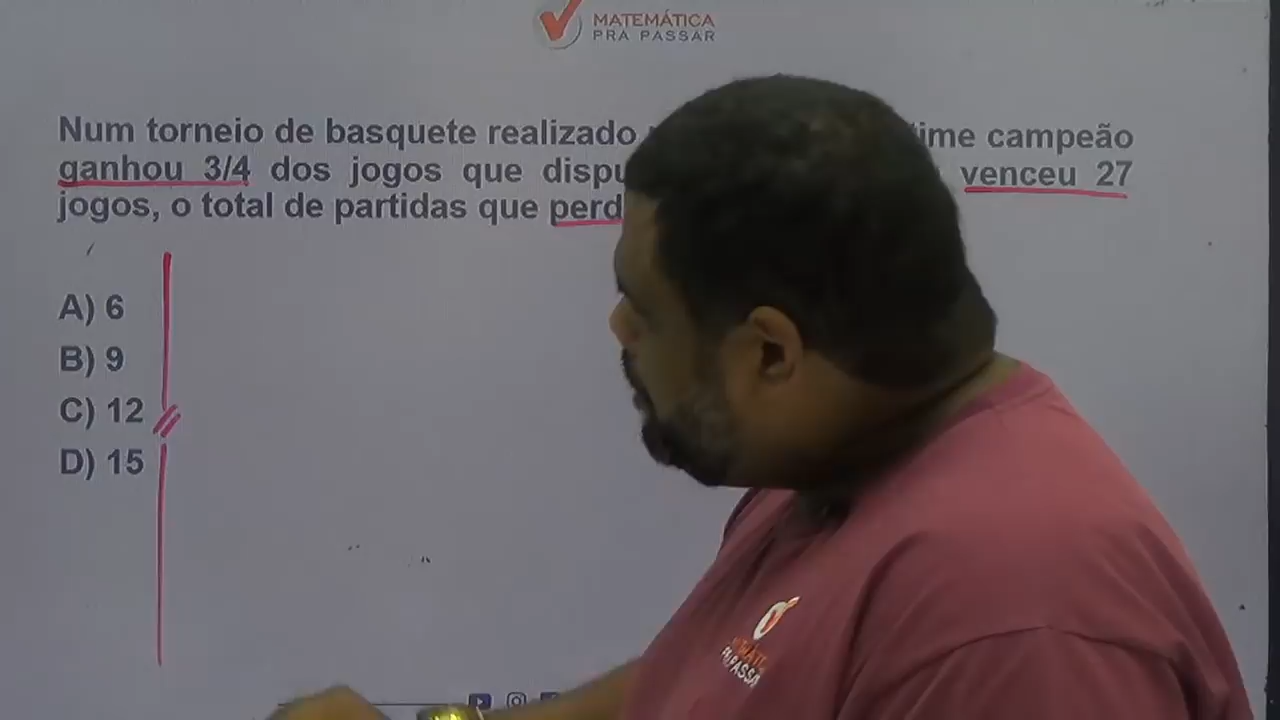 MATEMÁTICA
PRA PASSAR
Num torneio de basquete realizado ime campeão
ganhou 3/4 dos jogos que dispu venceu 27
jogos, o total de partidas que perd
A) 6
B) 9
C) 12
D) 15
PASSAR